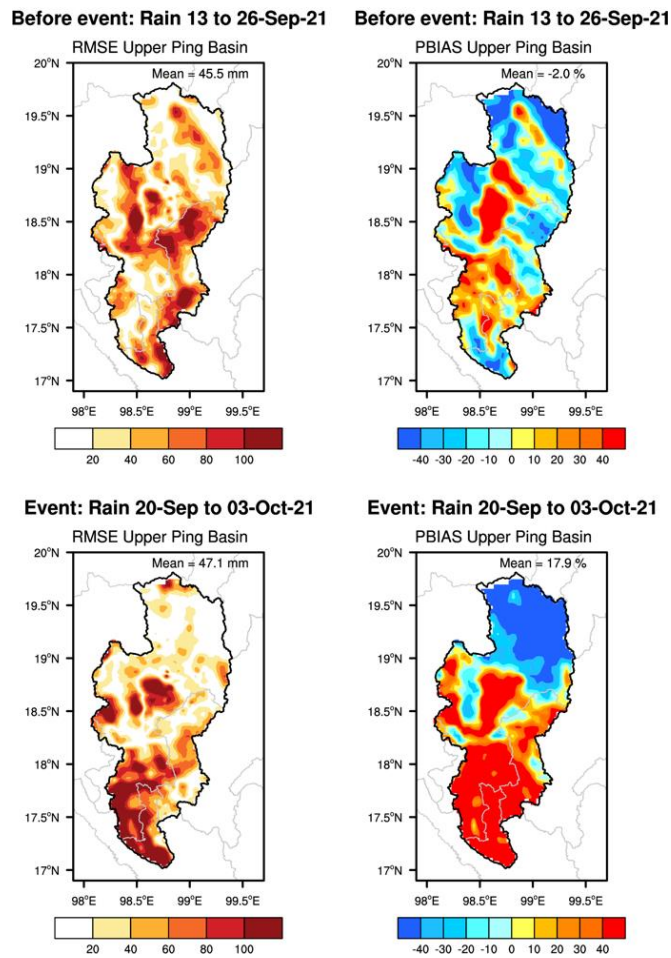 Before event: Rain 13 to 26-Sep-21
RMSE Upper Ping Basin
Mean = 45.5 mm
20°N
19.5°N
19°N
18.5°N
18°N
17.5°N
17°N
98°E 98.5°E 99°E 99.5°E
20 40 60 80 100
Before event: Rain 13 to 26-Sep-21
PBIAS Upper Ping Basin
Mean = -2.0 %
20°N
19.5°N
19°N
18.5°N
18°N
17.5°N
17°N
98°E 98.5°E 99°E 99.5°E
-40 -30 -20 -10 0 10 20 30 40
Event: Rain 20-Sep to 03-Oct-21
RMSE Upper Ping Basin
Mean = 47.1 mm
20°N
19.5°N
19°N
18.5°N
18°N
17.5°N
17°N
98°E 98.5°E 99°E 99.5°E
20 40 60 80 100
Event: Rain 20-Sep to 03-Oct-21
PBIAS Upper Ping Basin
Mean = 17.9 %
20°N
19.5°N
19°N
18.5°N
18°N
17.5°N
17°N
98°E 98.5°E 99°E 99.5°E
-40 -30 -20 -10 0 10 20 30 40